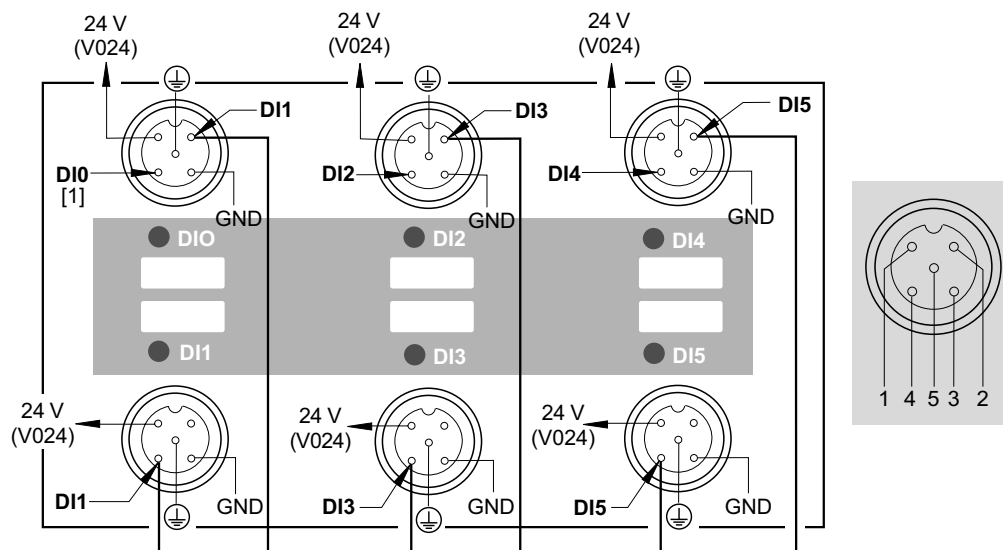 24 V
(V024)
24 V
(V024)
24 V
(V024)
DI1
DI3
DI5
DI0
[1]
DI2
DI4
GND
GND
GND
DIO
DI2
DI4
DI1
DI3
DI5
24 V
(V024)
24 V
(V024)
24 V
(V024)
DI1
GND
DI3
GND
DI5
GND
1 4 5 3 2